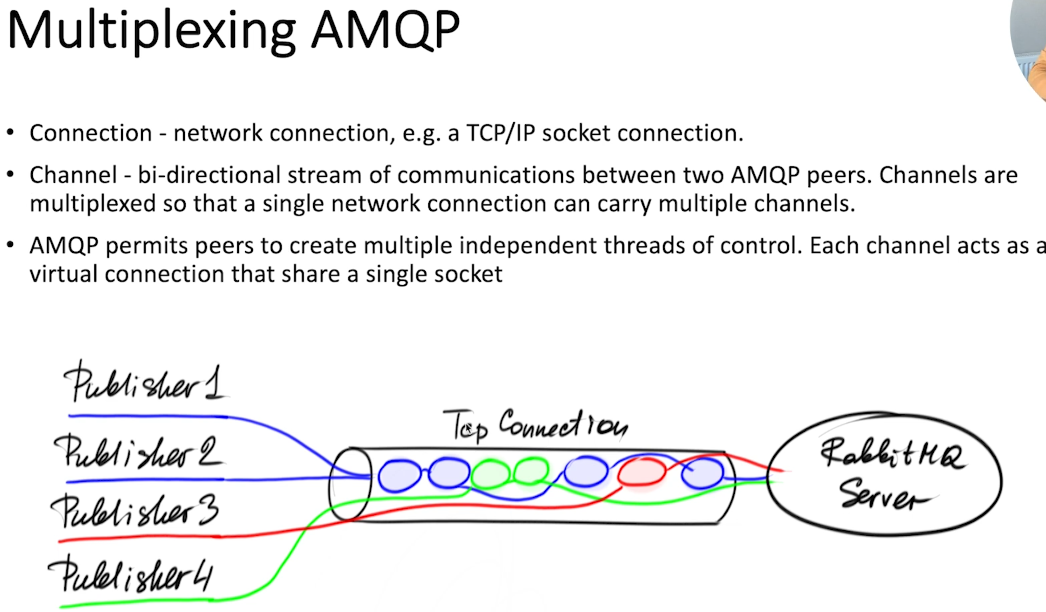 Multiplexing AMQP
• Connection - network connection, e.g. a TCP/IP socket connection.
• Channel - bi-directional stream of communications between two AMQP peers. Channels are
multiplexed so that a single network connection can carry multiple channels.
• AMQP permits peers to create multiple independent threads of control. Each channel acts as a
virtual connection that share a single socket
Publisher 1
Publisher 2
Publisher 3
Publisher 4
Tcp Connection
RabbitMQ
Server